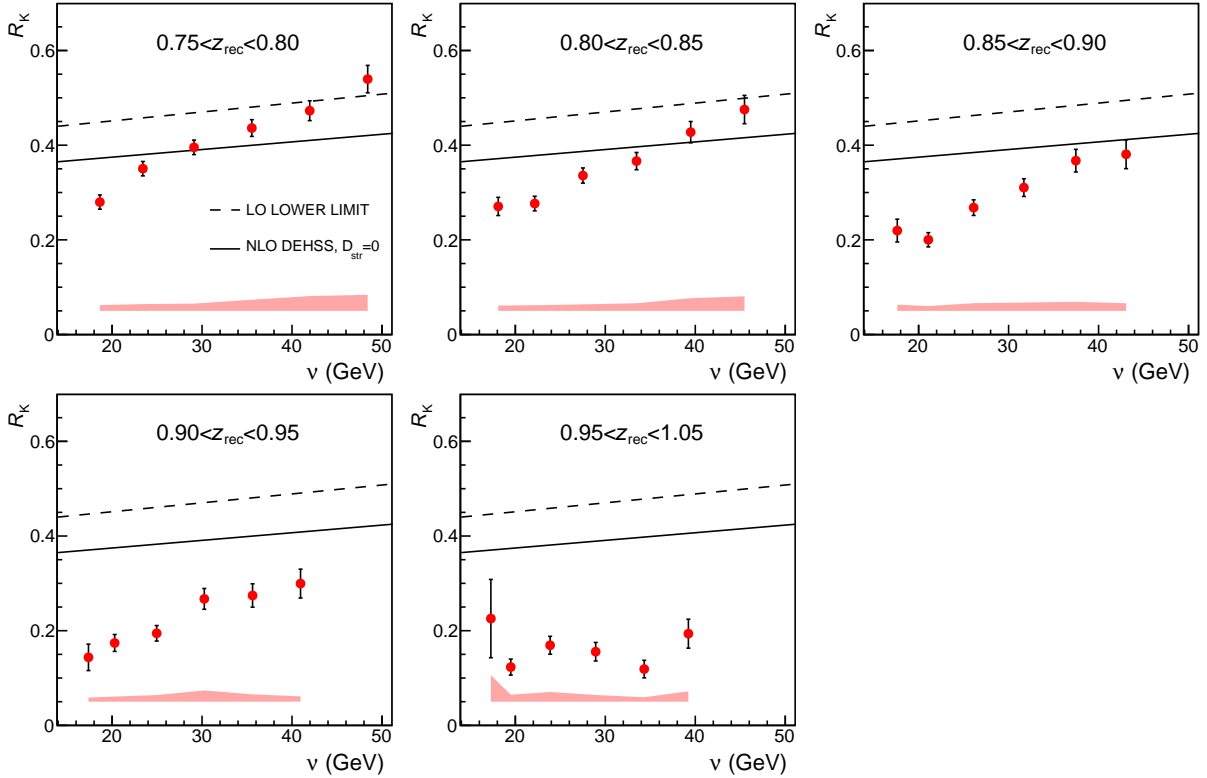 R_K
0.75<z_rec<0.80
0.6
0.4
0.2
0
LO LOWER LIMIT
NLO DEHSS, D_str=0
20 30 40 50
ν (GeV)
R_K
0.80<z_rec<0.85
0.6
0.4
0.2
0
20 30 40 50
ν (GeV)
R_K
0.85<z_rec<0.90
0.6
0.4
0.2
0
20 30 40 50
ν (GeV)
R_K
0.90<z_rec<0.95
0.6
0.4
0.2
0
20 30 40 50
ν (GeV)
R_K
0.95<z_rec<1.05
0.6
0.4
0.2
0
20 30 40 50
ν (GeV)